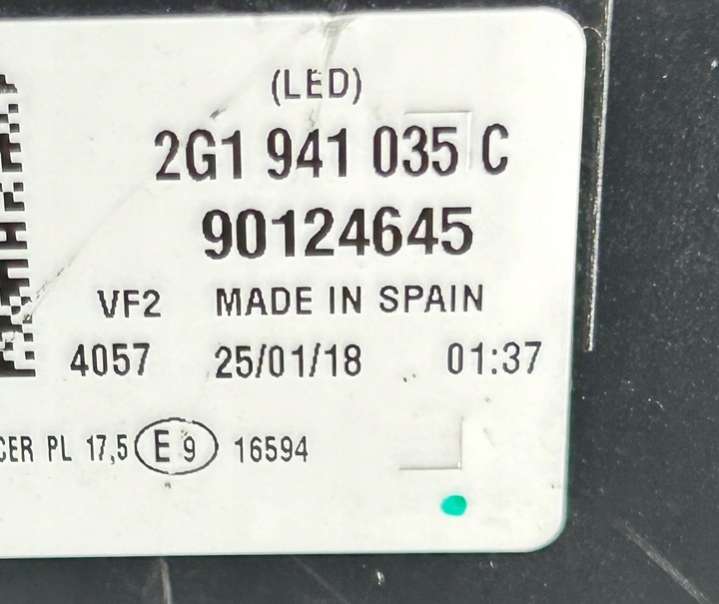 (LED)
2G1 941 035 C
90124645
VF2 MADE IN SPAIN
4057 25/01/18 01:37
CER PL 17,5 E 9 16594